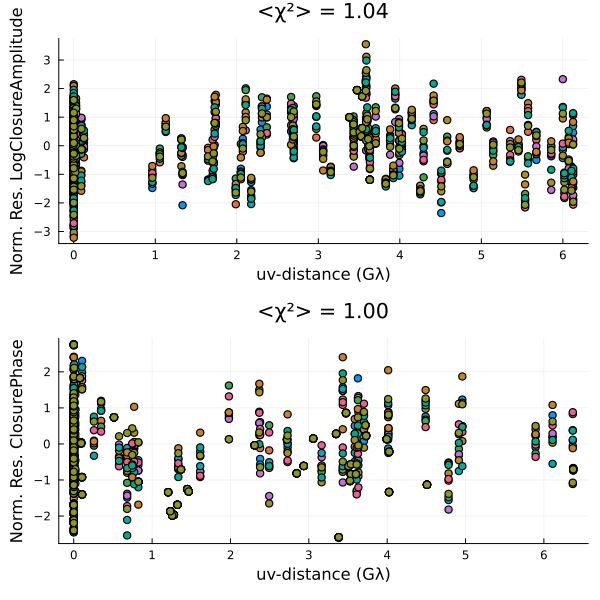 <χ²> = 1.04
Norm. Res. LogClosureAmplitude
3
2
1
0
−1
−2
−3
0 1 2 3 4 5 6
uv-distance (Gλ)
<χ²> = 1.00
Norm. Res. ClosurePhase
2
1
0
−1
−2
0 1 2 3 4 5 6
uv-distance (Gλ)